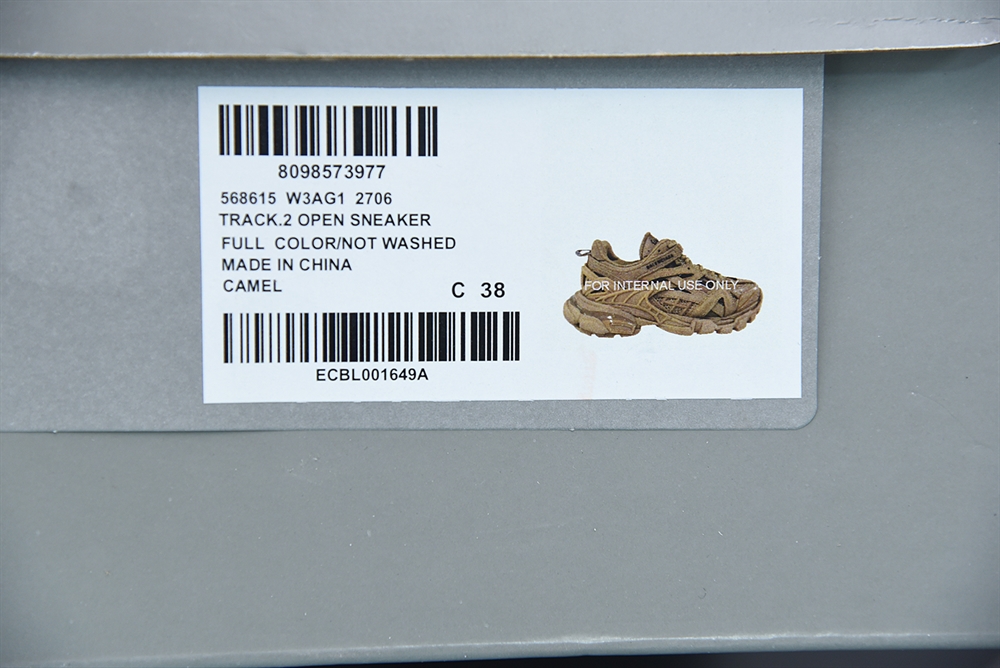 8098573977
568615 W3AG1 2706
TRACK.2 OPEN SNEAKER
FULL COLOR/NOT WASHED
MADE IN CHINA
CAMEL
C 38
FOR INTERNAL USE ONLY
ECBL001649A